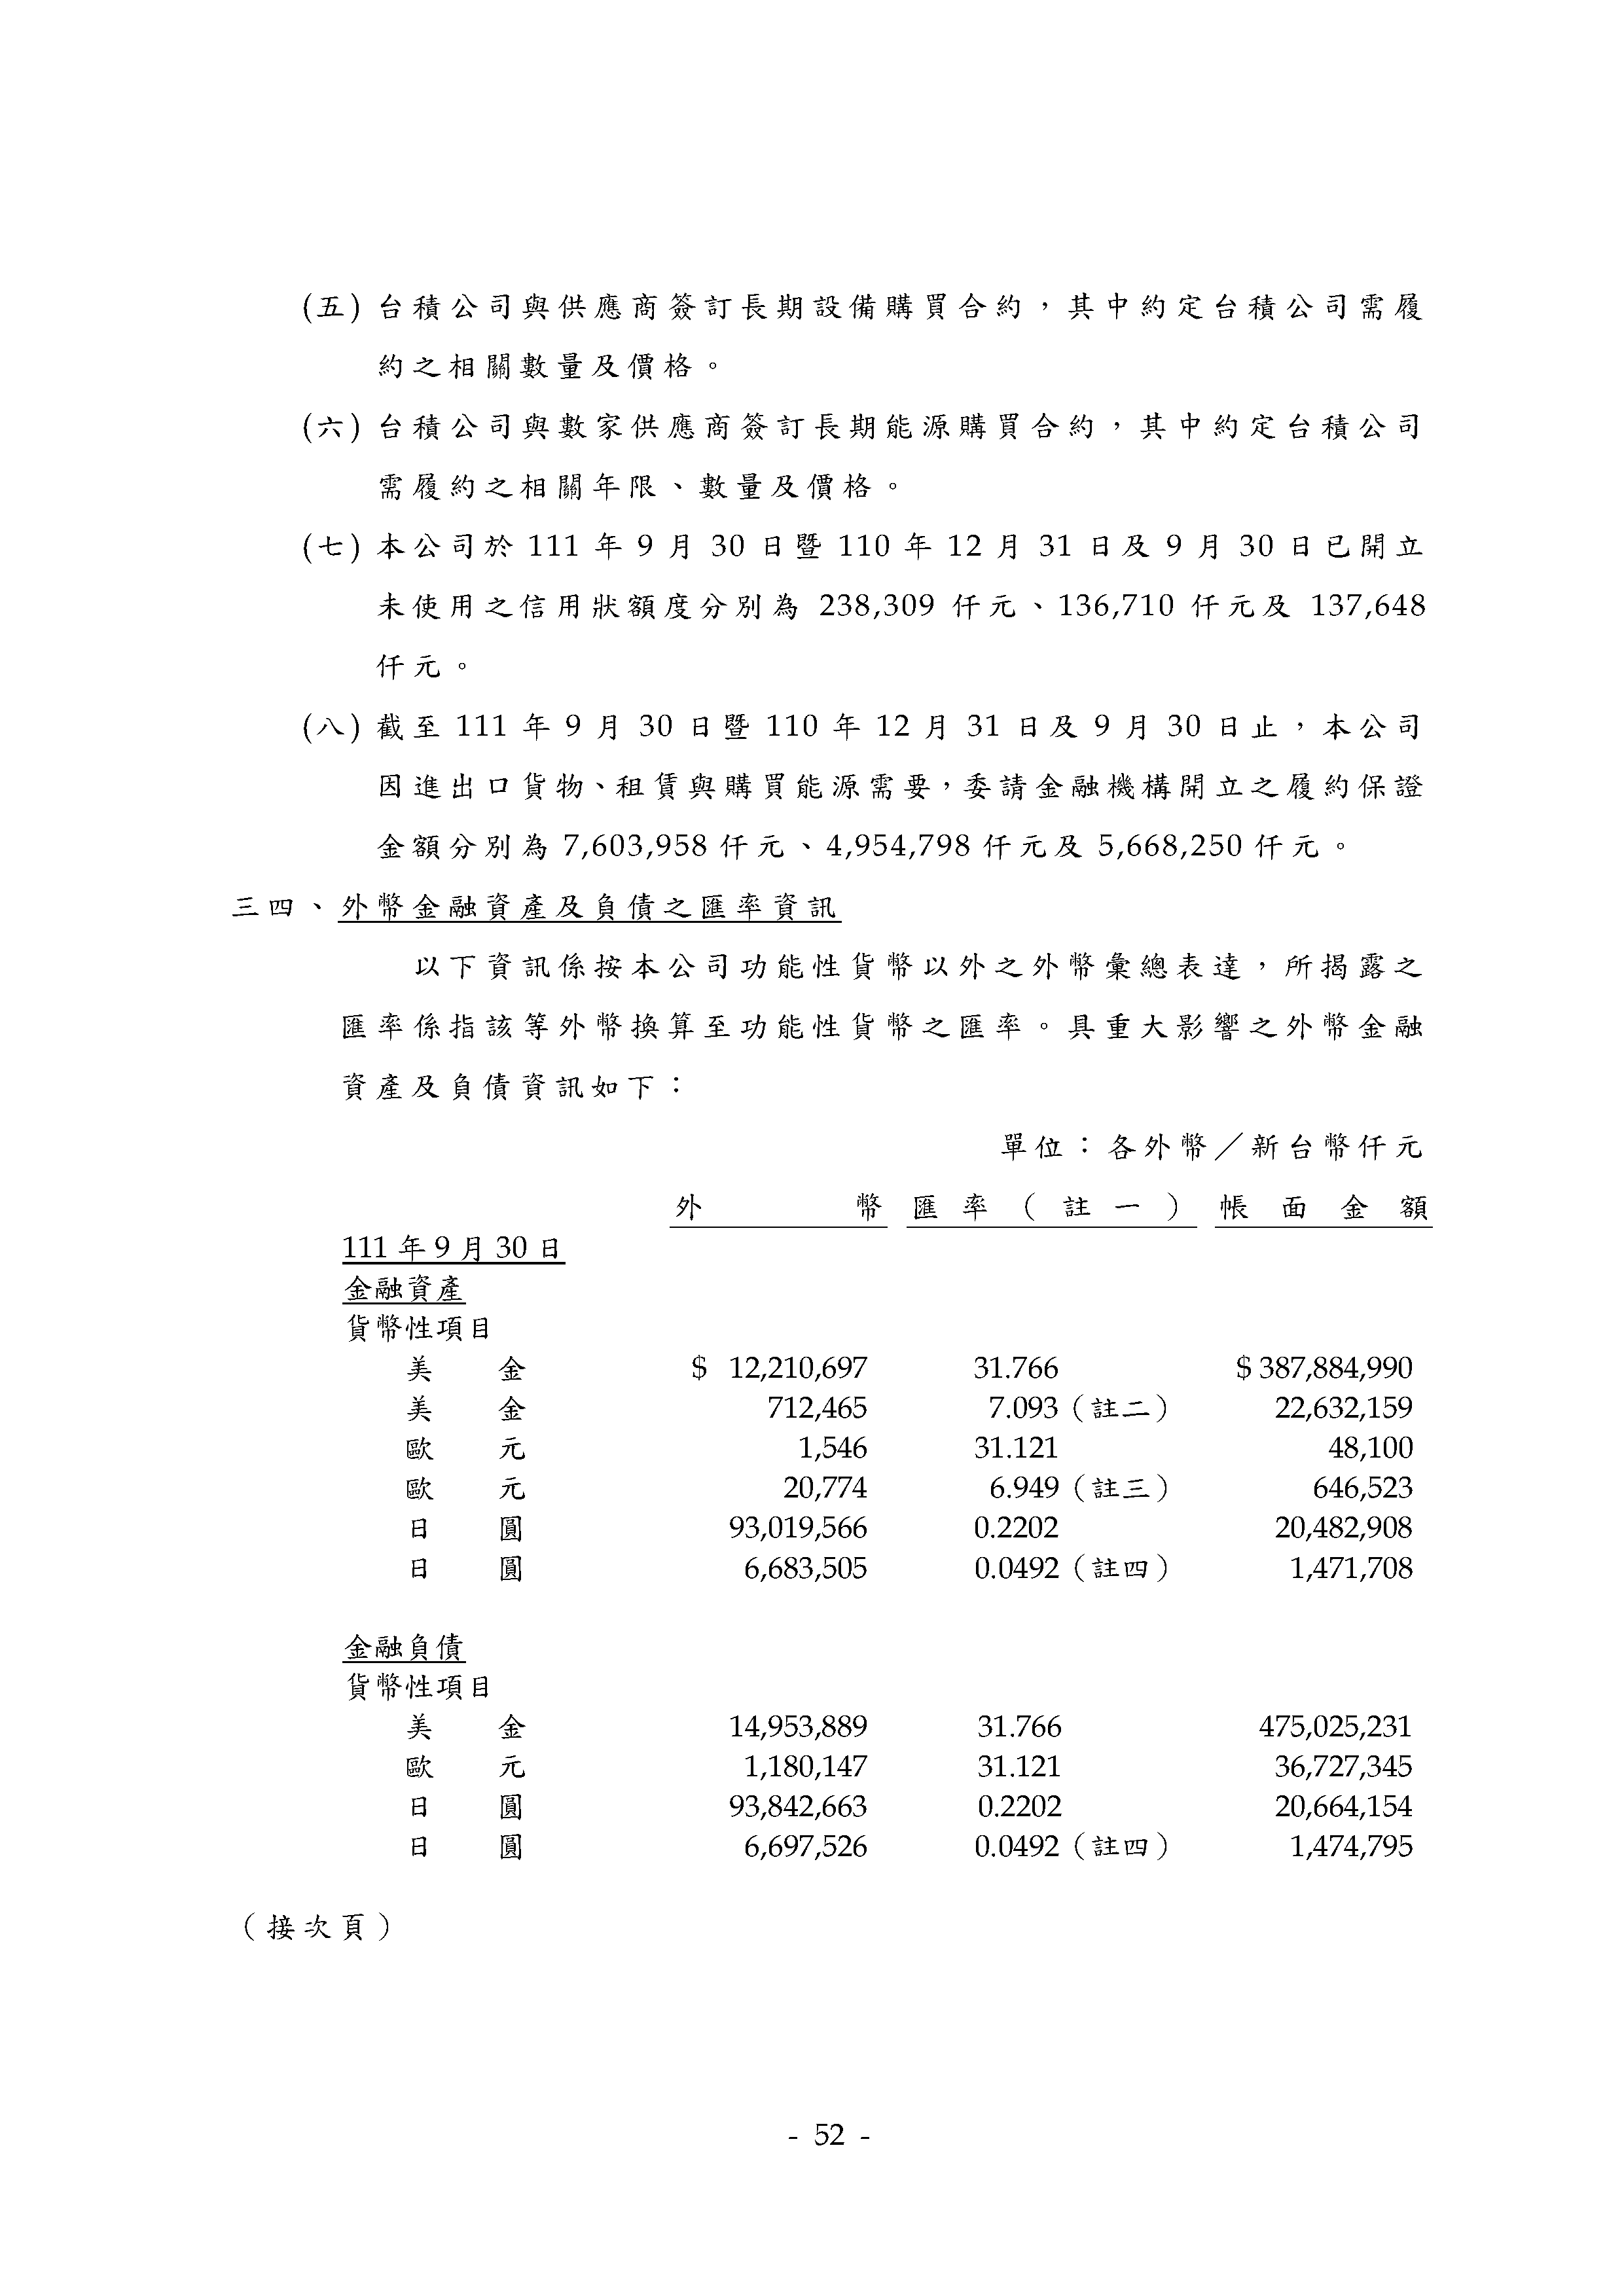 (五) 台積公司與供應商簽訂長期設備購買合約，其中約定台積公司需履
約之相關數量及價格。
(六) 台積公司與數家供應商簽訂長期能源購買合約，其中約定台積公司
需履約之相關年限、數量及價格。
(七) 本公司於 111 年 9 月 30 日暨 110 年 12 月 31 日及 9 月 30 日已開立
未使用之信用狀額度分別為 238,309 仟元、136,710 仟元及 137,648
仟元。
(八) 截至 111 年 9 月 30 日暨 110 年 12 月 31 日及 9 月 30 日止，本公司
因進出口貨物、租賃與購買能源需要，委請金融機構開立之履約保證
金額分別為 7,603,958 仟元、4,954,798 仟元及 5,668,250 仟元。
三四、外幣金融資產及負債之匯率資訊
以下資訊係按本公司功能性貨幣以外之外幣彙總表達，所揭露之
匯率係指該等外幣換算至功能性貨幣之匯率。具重大影響之外幣金融
資產及負債資訊如下：
單位：各外幣／新台幣仟元
外幣 匯率（註一） 帳面金額
111 年 9 月 30 日
金融資產
貨幣性項目
美金 $ 12,210,697 31.766 $ 387,884,990
美金 712,465 7.093（註二） 22,632,159
歐元 1,546 31.121 48,100
歐元 20,774 6.949（註三） 646,523
日圓 93,019,566 0.2202 20,482,908
日圓 6,683,505 0.0492（註四） 1,471,708
金融負債
貨幣性項目
美金 14,953,889 31.766 475,025,231
歐元 1,180,147 31.121 36,727,345
日圓 93,842,663 0.2202 20,664,154
日圓 6,697,526 0.0492（註四） 1,474,795
（接次頁）
- 52 -